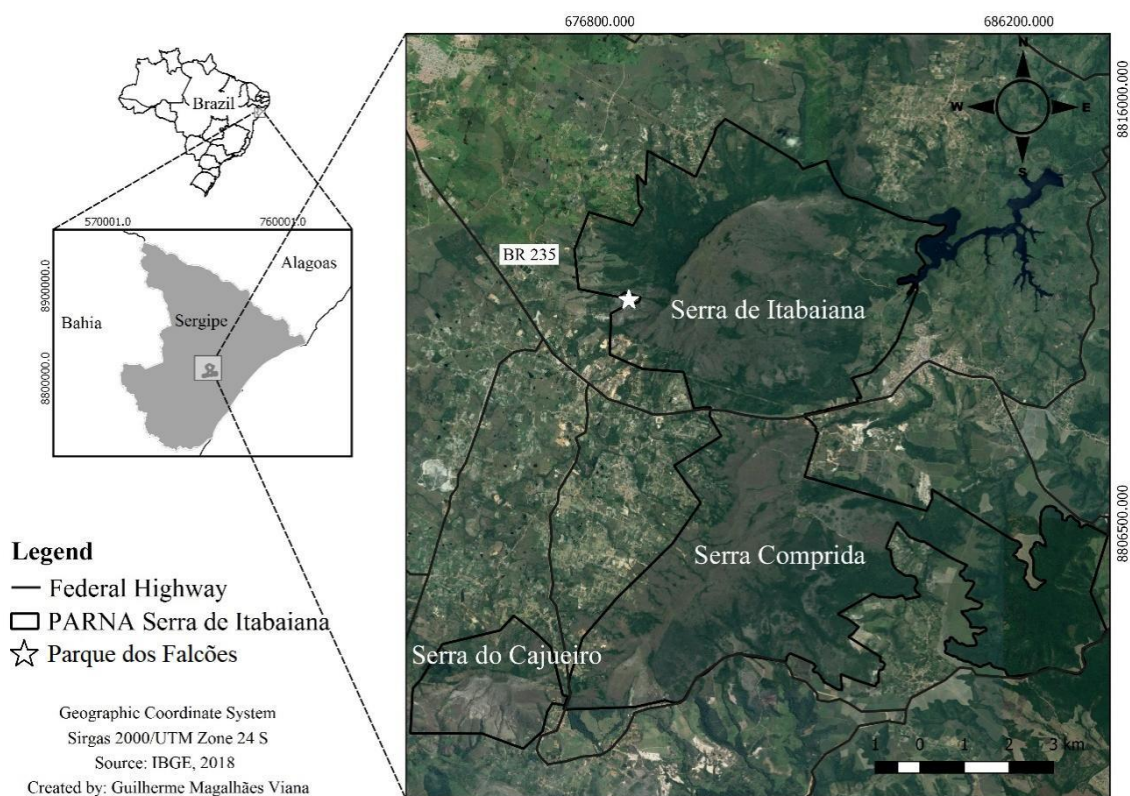 676800.000
686200.000
N
W
E
S
8816000.000
Brazil
570001.0
760001.0
Alagoas
Bahia
Sergipe
8900000.0
8800000.0
BR 235
Serra de Itabaiana
Serra Comprida
8806500.000
Serra do Cajueiro
Legend
Federal Highway
PARNA Serra de Itabaiana
Parque dos Falcões
Geographic Coordinate System
Sirgas 2000/UTM Zone 24 S
Source: IBGE, 2018
Created by: Guilherme Magalhães Viana
1 0 1 2 3 km